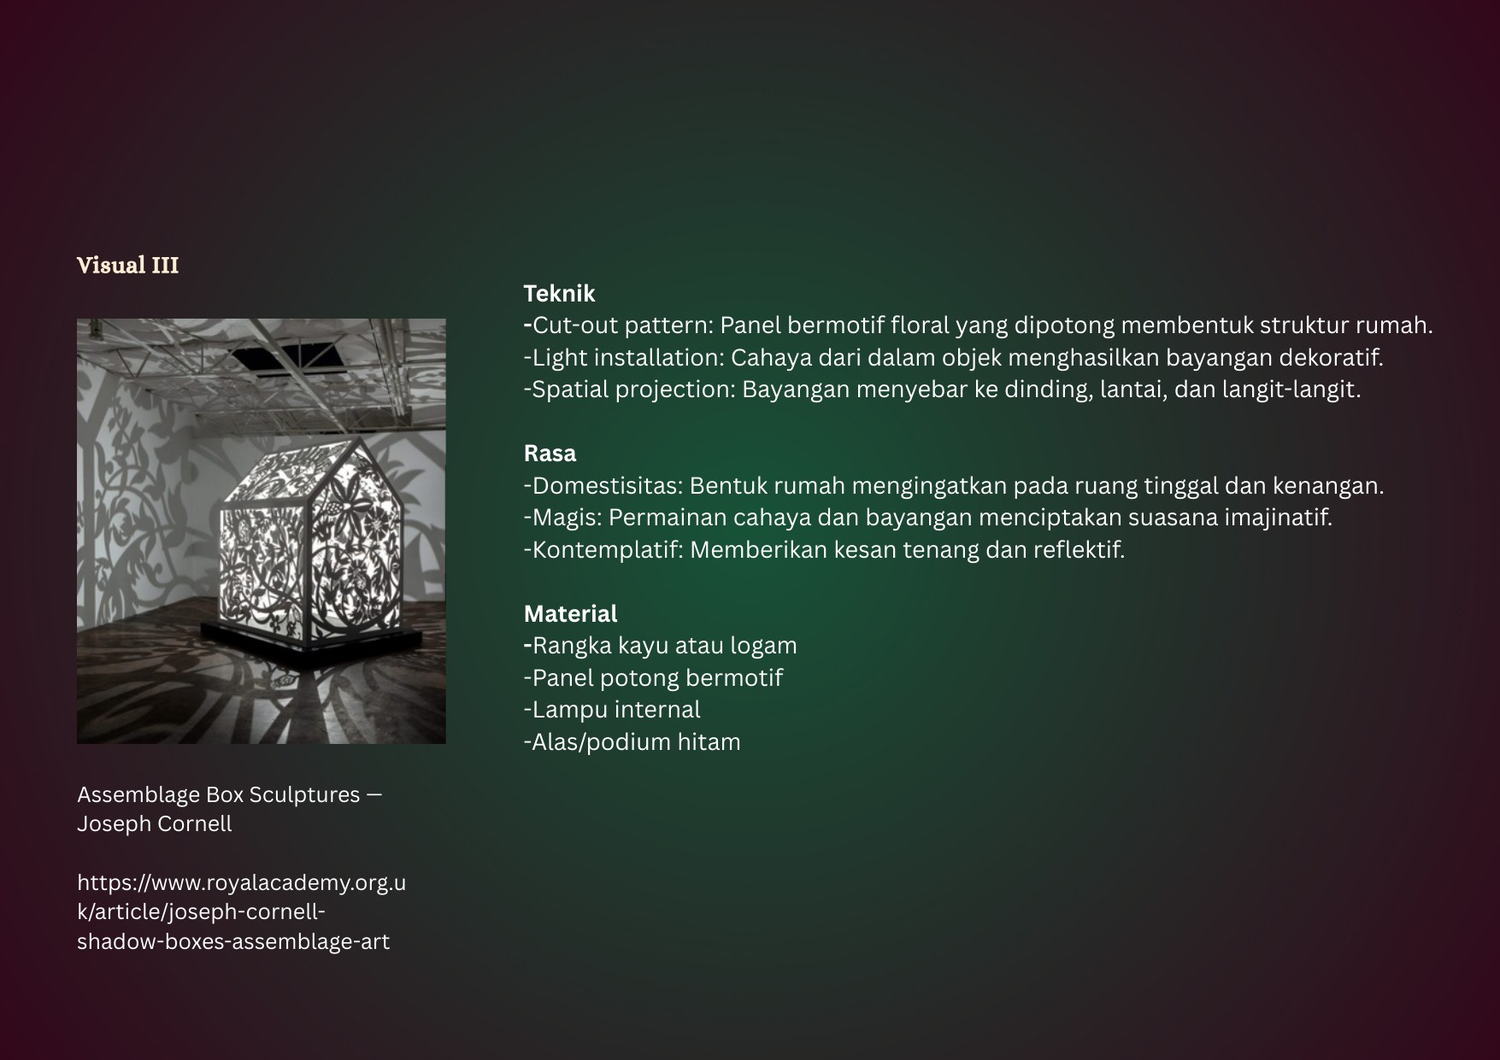 Visual III
Assemblage Box Sculptures —
Joseph Cornell
https://www.royalacademy.org.u
k/article/joseph-cornell-
shadow-boxes-assemblage-art
Teknik
-Cut-out pattern: Panel bermotif floral yang dipotong membentuk struktur rumah.
-Light installation: Cahaya dari dalam objek menghasilkan bayangan dekoratif.
-Spatial projection: Bayangan menyebar ke dinding, lantai, dan langit-langit.
Rasa
-Domestisitas: Bentuk rumah mengingatkan pada ruang tinggal dan kenangan.
-Magis: Permainan cahaya dan bayangan menciptakan suasana imajinatif.
-Kontemplatif: Memberikan kesan tenang dan reflektif.
Material
-Rangka kayu atau logam
-Panel potong bermotif
-Lampu internal
-Alas/podium hitam